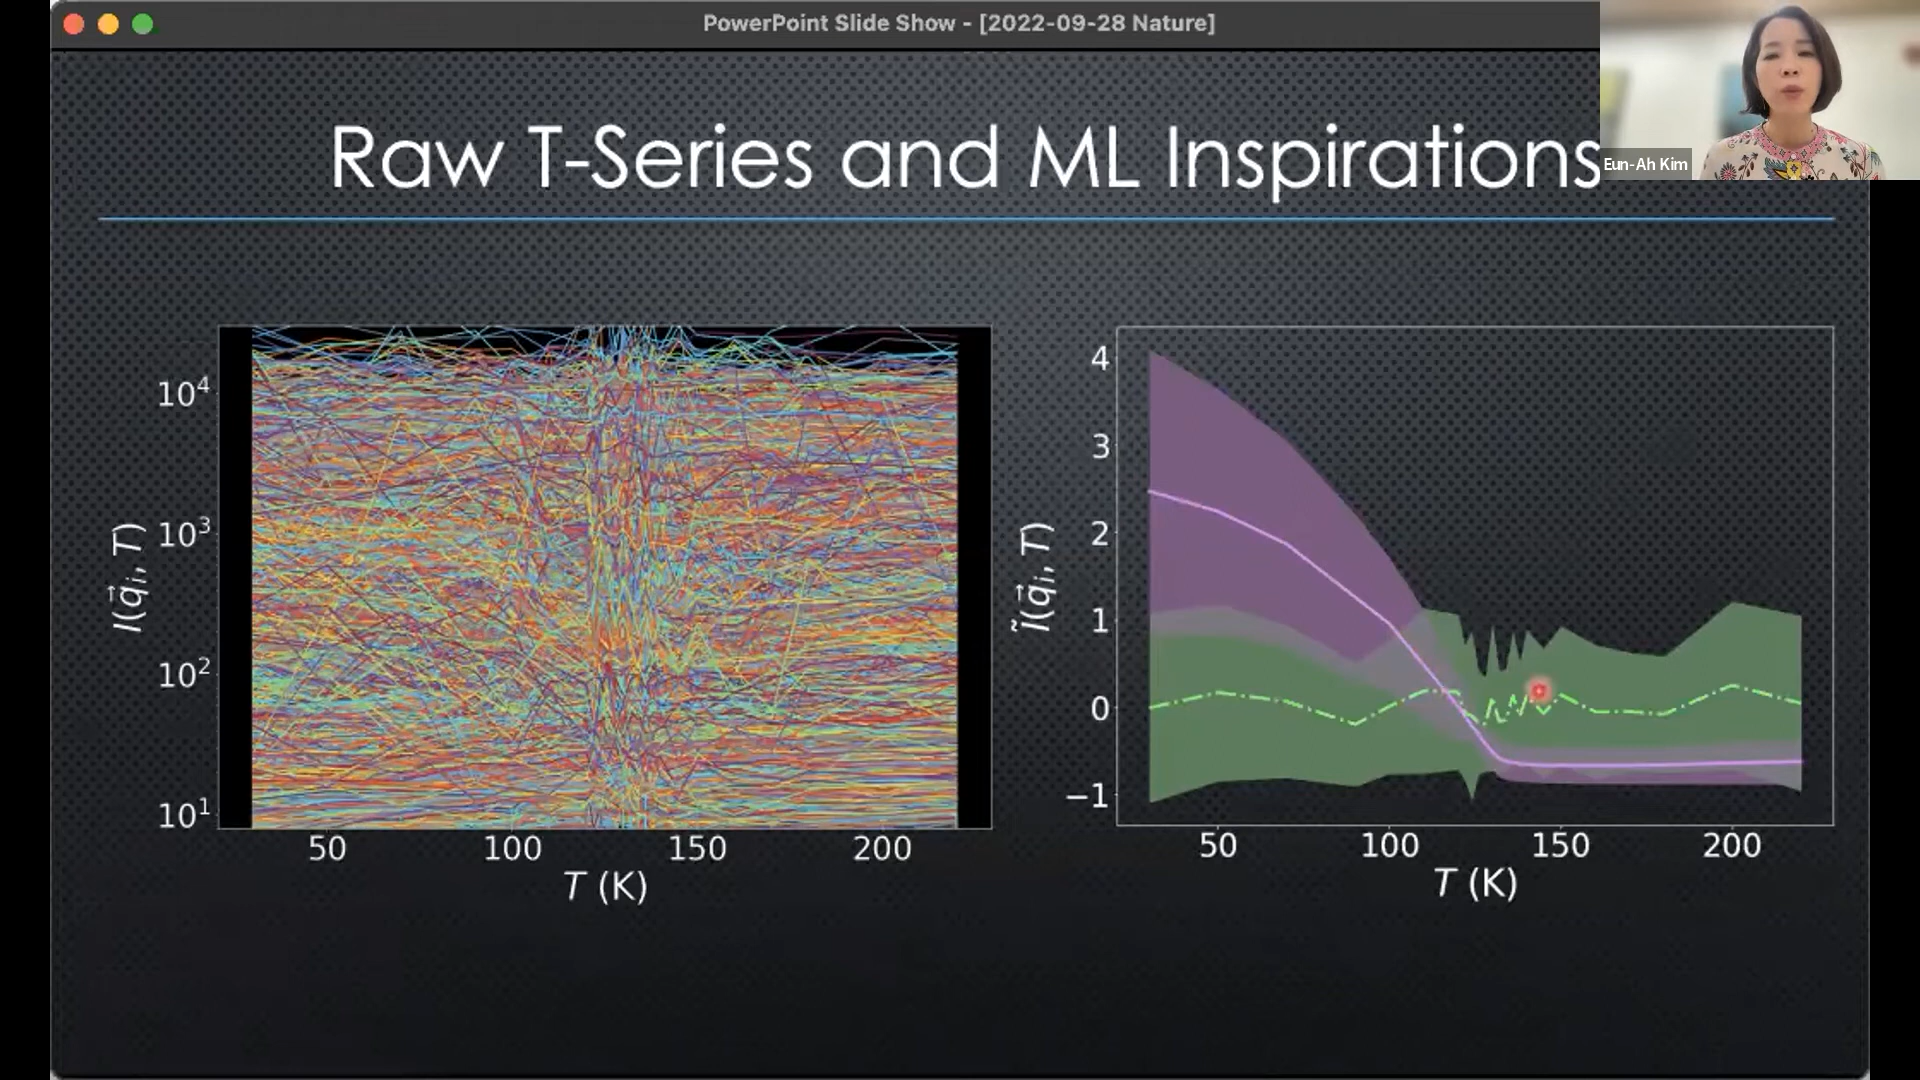 PowerPoint Slide Show - [2022-09-28 Nature]
Eun-Ah Kim
Raw T-Series and ML Inspirations
I(q⃗ᵢ, T)
10⁴
10³
10²
10¹
50 100 150 200
T (K)
Ĩ(q⃗ᵢ, T)
4
3
2
1
0
−1
50 100 150 200
T (K)